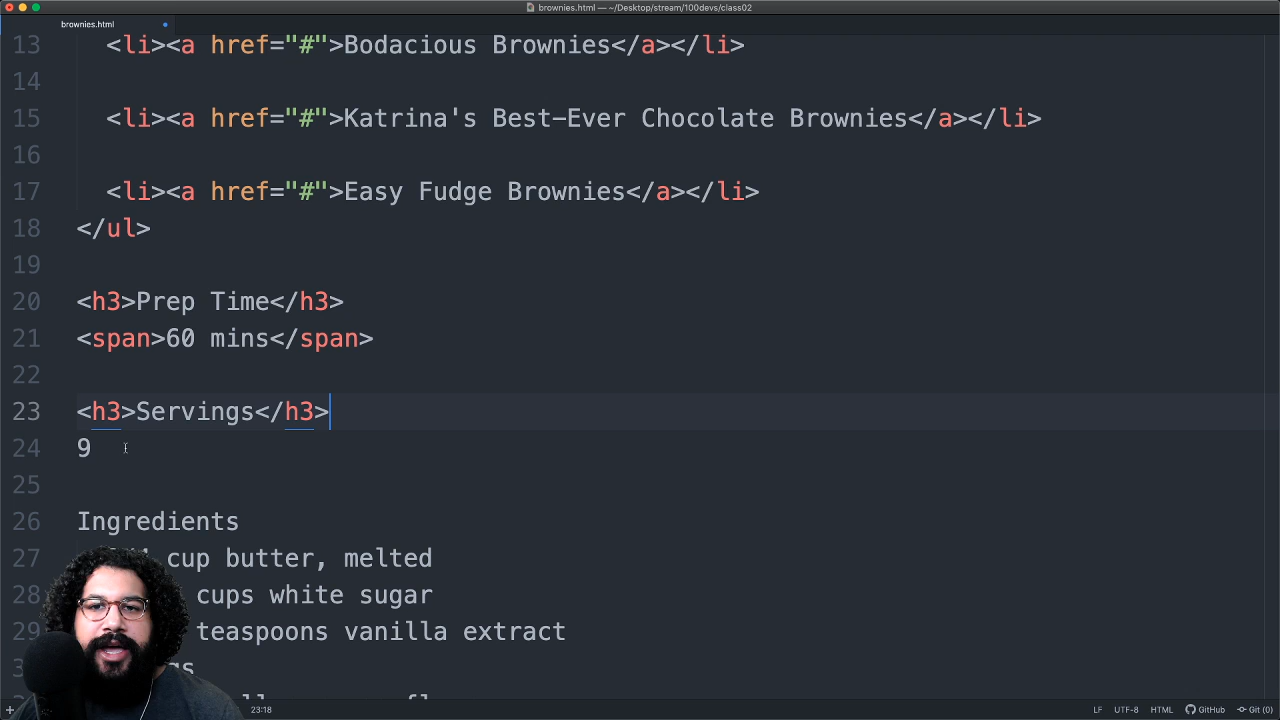 brownies.html — ~/Desktop/stream/100devs/class02
brownies.html
13 <li><a href="#">Bodacious Brownies</a></li>
14
15 <li><a href="#">Katrina's Best-Ever Chocolate Brownies</a></li>
16
17 <li><a href="#">Easy Fudge Brownies</a></li>
18 </ul>
19
20 <h3>Prep Time</h3>
21 <span>60 mins</span>
22
23 <h3>Servings</h3>
24 9
25
26 Ingredients
27 cup butter, melted
28 cups white sugar
29 teaspoons vanilla extract
23:18 LF UTF-8 HTML GitHub Git (0)